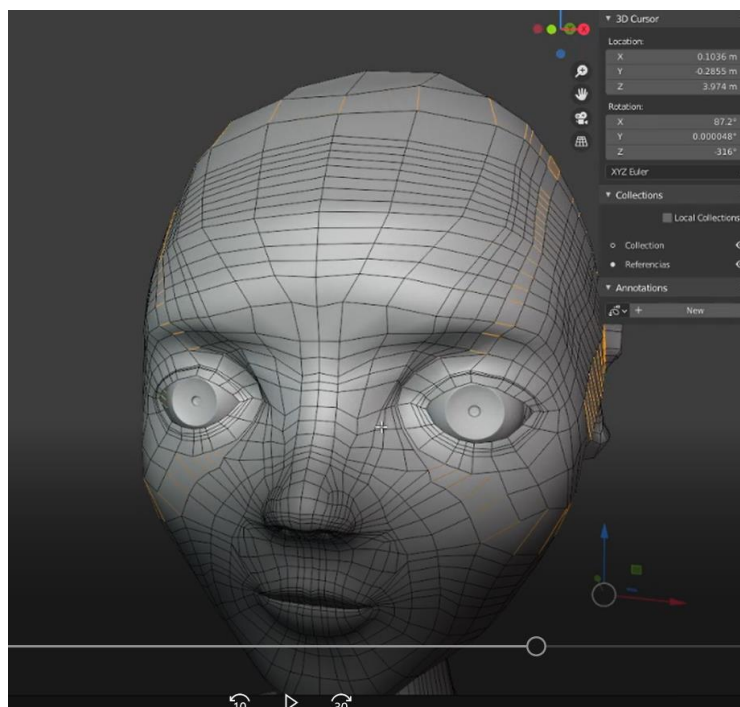 X
3D Cursor
Location:
X 0.1036 m
Y -0.2855 m
Z 3.974 m
Rotation:
X 87.2°
Y 0.000048°
Z -316°
XYZ Euler
Collections
Local Collections
Collection
Referencias
Annotations
New
10
30